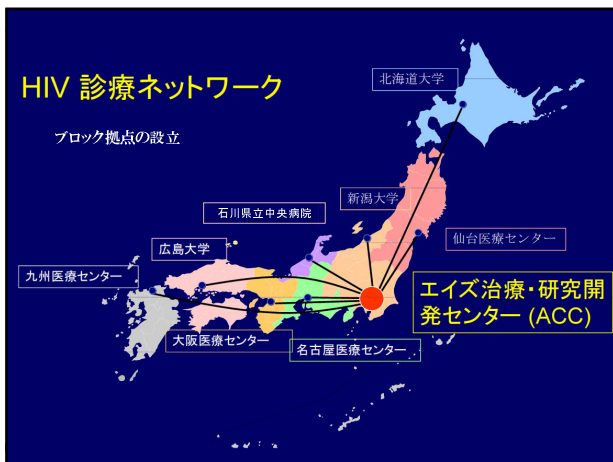 HIV 診療ネットワーク
ブロック拠点の設立
北海道大学
新潟大学
石川県立中央病院
仙台医療センター
広島大学
九州医療センター
エイズ治療・研究開
発センター (ACC)
大阪医療センター
名古屋医療センター